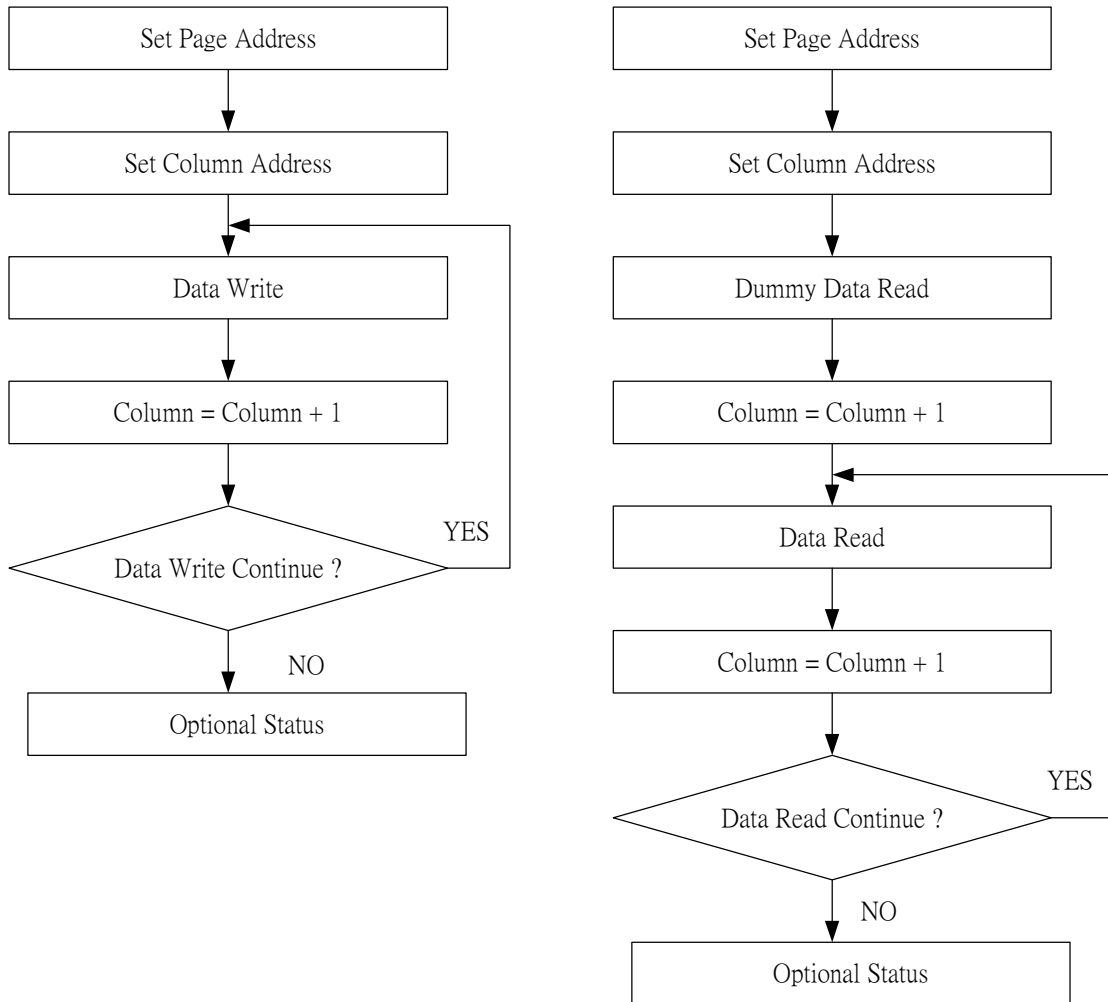 Set Page Address
Set Column Address
Data Write
Column = Column + 1
Data Write Continue ?
YES
NO
Optional Status
Set Page Address
Set Column Address
Dummy Data Read
Column = Column + 1
Data Read
Column = Column + 1
Data Read Continue ?
YES
NO
Optional Status